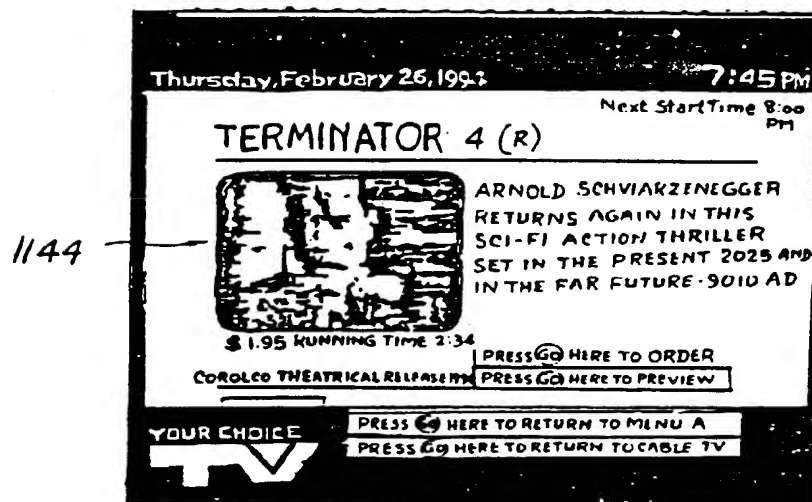 Thursday, February 26, 1993 7:45 PM
Next Start Time 8:00
PM
TERMINATOR 4 (R)
1144
ARNOLD SCHVIARZENEGGER
RETURNS AGAIN IN THIS
SCI-FI ACTION THRILLER
SET IN THE PRESENT 2025 AND
IN THE FAR FUTURE · 9010 AD
$ 1.95 RUNNING TIME 2:34
PRESS GO HERE TO ORDER
COROLCO THEATRICAL RELEASE
PRESS GO HERE TO PREVIEW
YOUR CHOICE
TV
PRESS GO HERE TO RETURN TO MENU A
PRESS GO HERE TO RETURN TO CABLE TV